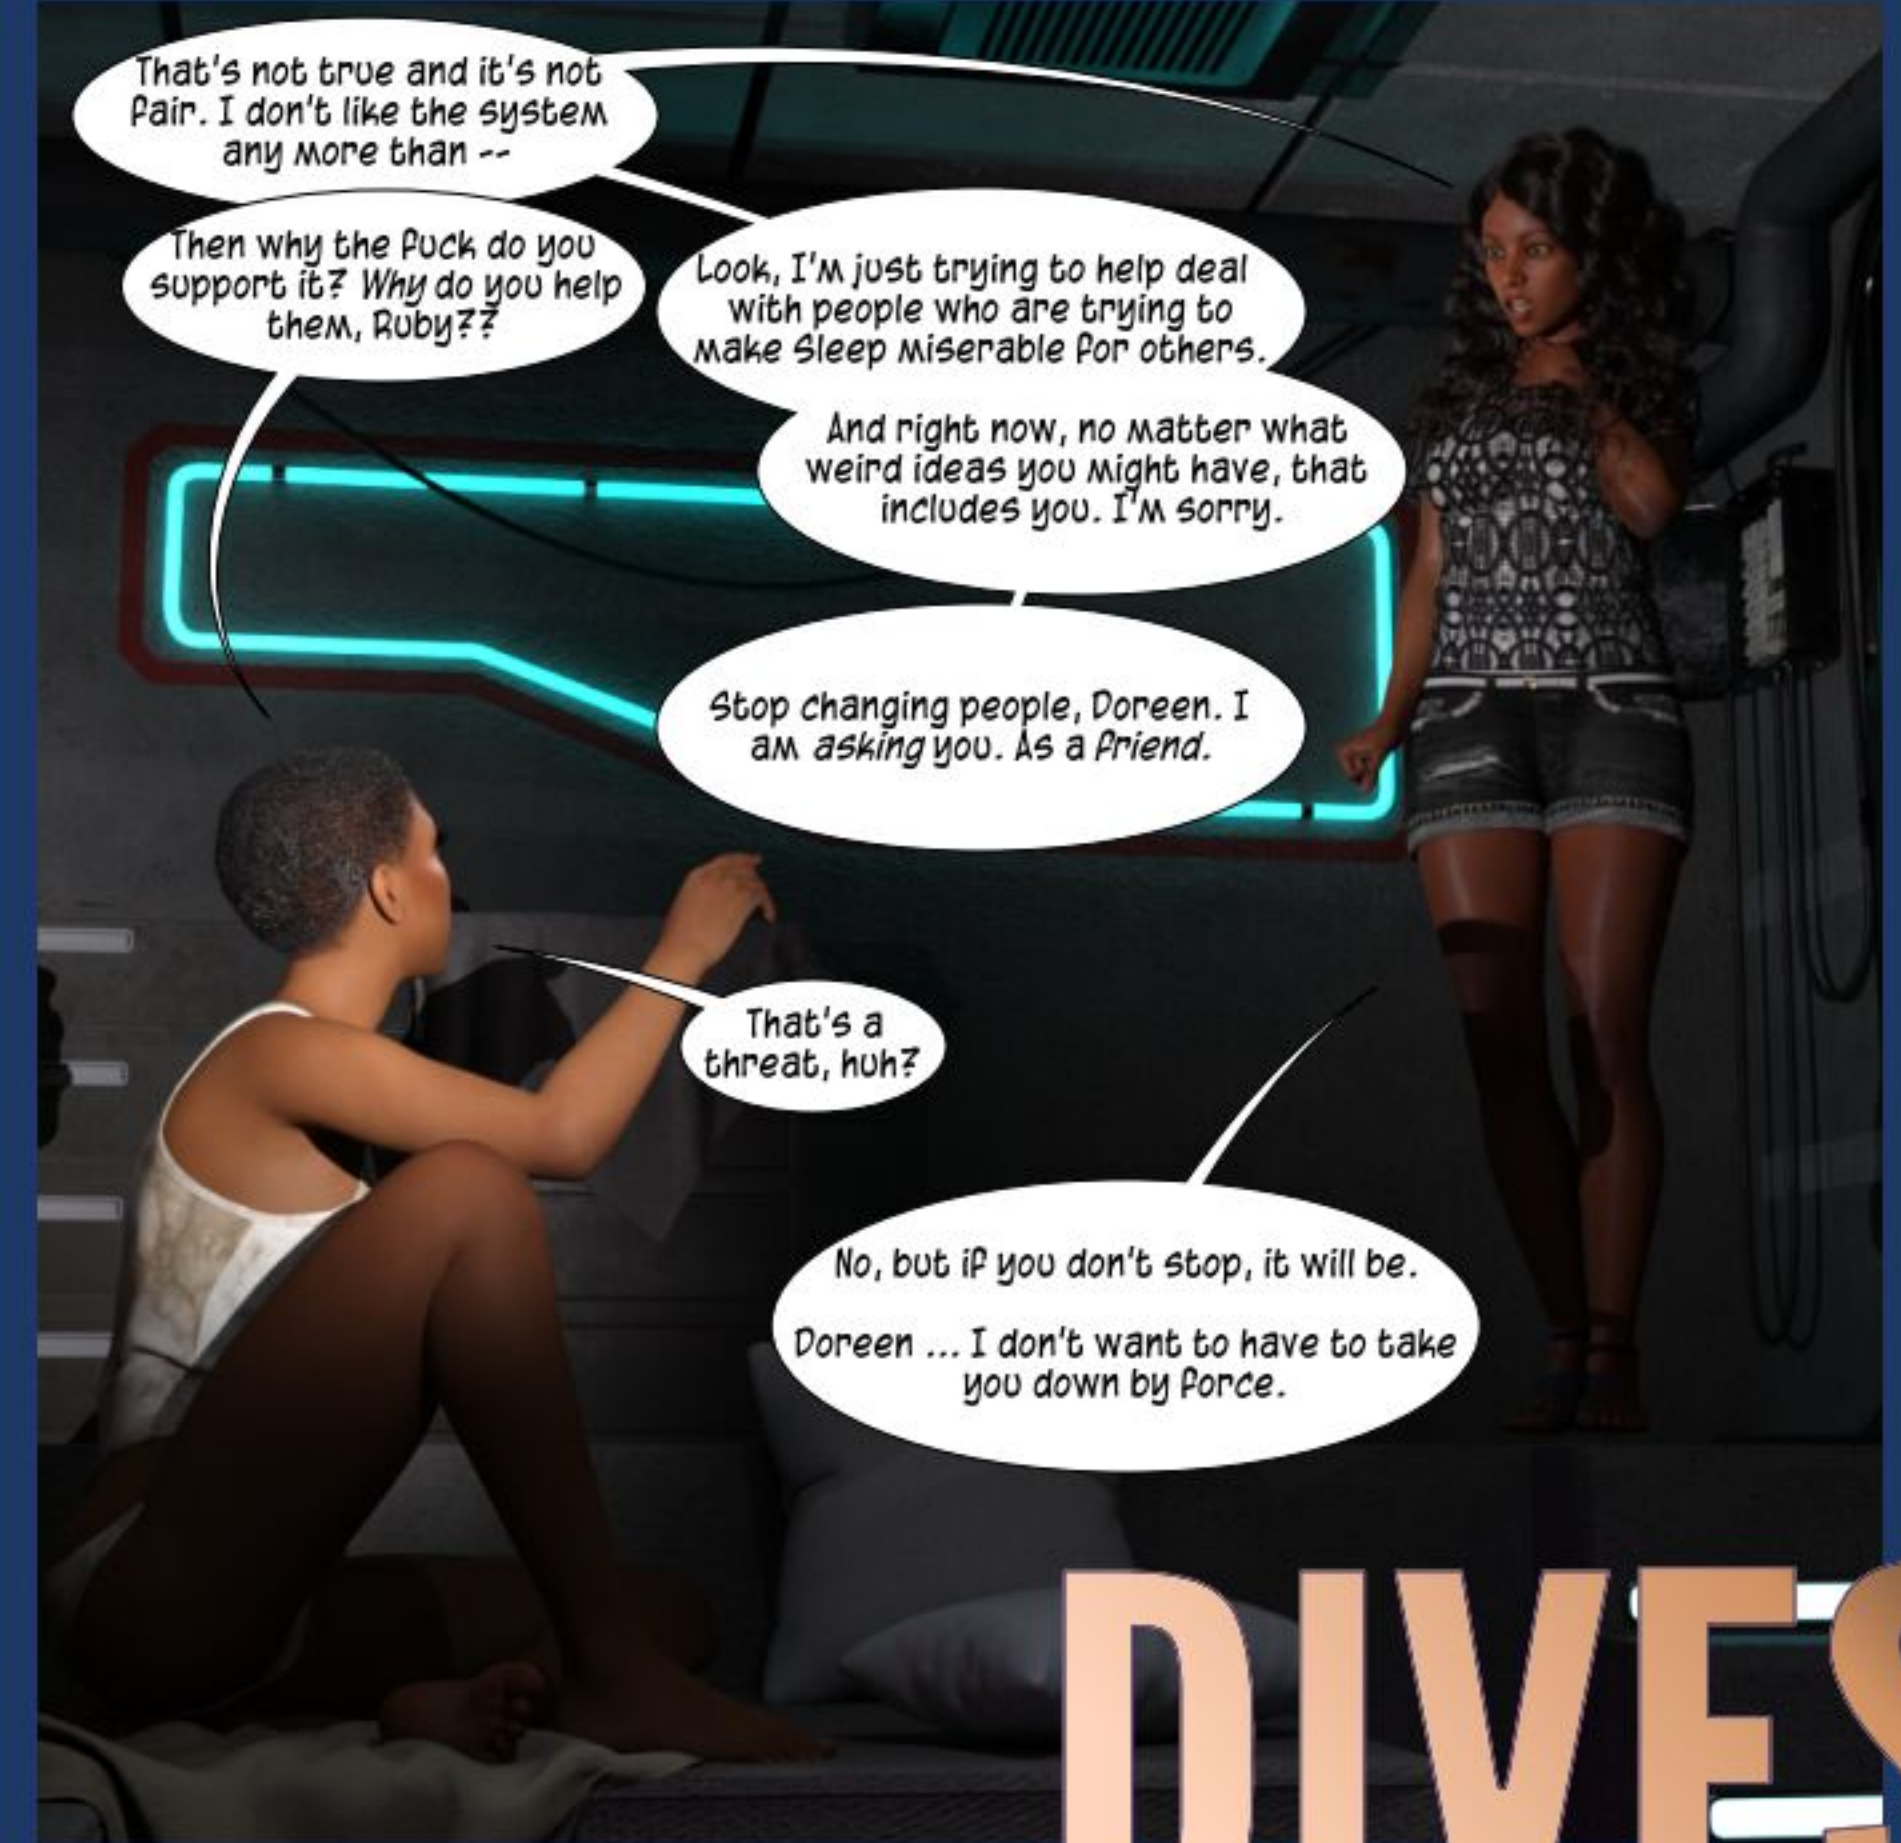 That's not true and it's not
fair. I don't like the system
any more than --
Then why the fuck do you
support it? Why do you help
them, Ruby??
Look, I'm just trying to help deal
with people who are trying to
make Sleep miserable for others.
And right now, no matter what
weird ideas you might have, that
includes you. I'm sorry.
Stop changing people, Doreen. I
am asking you. As a friend.
That's a
threat, huh?
No, but if you don't stop, it will be.
Doreen ... I don't want to have to take
you down by force.
DIVES